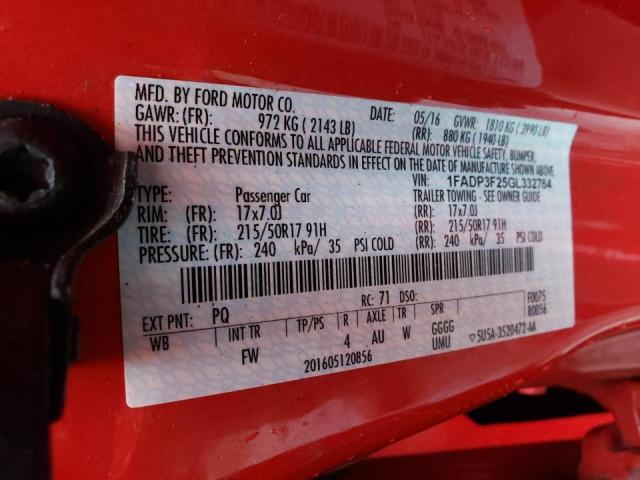 MFD. BY FORD MOTOR CO.
DATE: 05/16 GVWR: 1810 KG ( 3990 LB)
GAWR: (FR): 972 KG ( 2143 LB) (RR): 880 KG ( 1940 LB)
THIS VEHICLE CONFORMS TO ALL APPLICABLE FEDERAL MOTOR VEHICLE SAFETY, BUMPER,
AND THEFT PREVENTION STANDARDS IN EFFECT ON THE DATE OF MANUFACTURE SHOWN ABOVE.
VIN: 1FADP3F25GL332764
TYPE: Passenger Car TRAILER TOWING - SEE OWNER GUIDE
RIM: (FR): 17x7.0J (RR): 17x7.0J
TIRE: (FR): 215/50R17 91H (RR): 215/50R17 91H
PRESSURE: (FR): 240 kPa/ 35 PSI COLD (RR): 240 kPa/ 35 PSI COLD
EXT PNT: PQ RC: 71 DSO: F0075
R0056
WB INT TR TP/PS R AXLE TR SPR
FW 4 AU W GGGG
UMU
5U5A-3520472-AA
201605120856